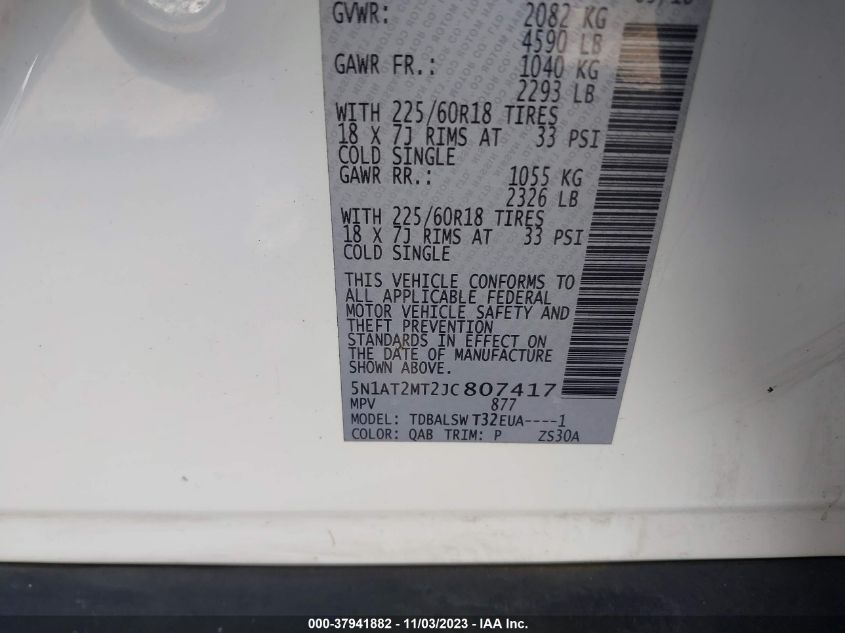 GVWR: 2082 KG
4590 LB
GAWR FR.: 1040 KG
2293 LB
WITH 225/60R18 TIRES
18 X 7J RIMS AT 33 PSI
COLD SINGLE
GAWR RR.: 1055 KG
2326 LB
WITH 225/60R18 TIRES
18 X 7J RIMS AT 33 PSI
COLD SINGLE
THIS VEHICLE CONFORMS TO
ALL APPLICABLE FEDERAL
MOTOR VEHICLE SAFETY AND
THEFT PREVENTION
STANDARDS IN EFFECT ON
THE DATE OF MANUFACTURE
SHOWN ABOVE.
5N1AT2MT2JC807417
MPV 877
MODEL: TDBALSW T32EUA----1
COLOR: QAB TRIM: P ZS30A
000-37941882 - 11/03/2023 - IAA Inc.